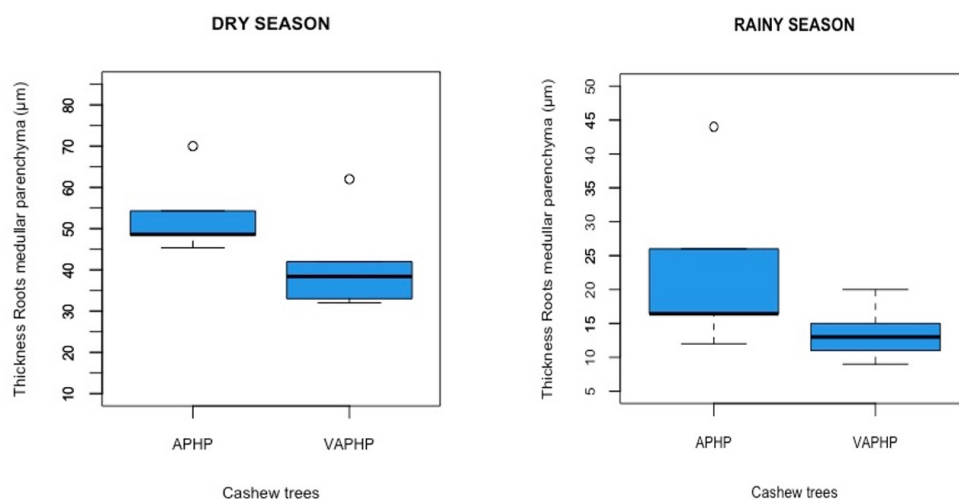 DRY SEASON
Thickness Roots medullar parenchyma (µm)
80
70
60
50
40
30
20
10
APHP VAPHP
Cashew trees
RAINY SEASON
Thickness Roots medullar parenchyma (µm)
50
45
40
35
30
25
20
15
10
5
APHP VAPHP
Cashew trees